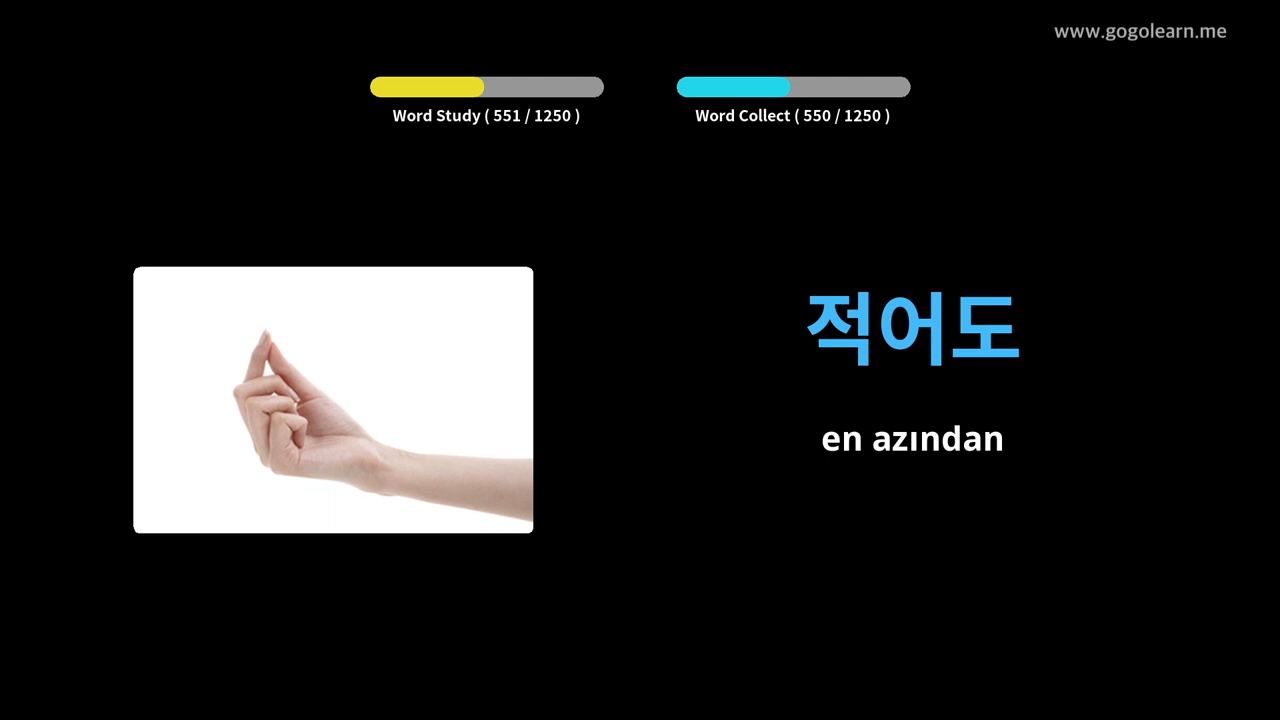 www.gogolearn.me
Word Study ( 551 / 1250 )
Word Collect ( 550 / 1250 )
적어도
en azından